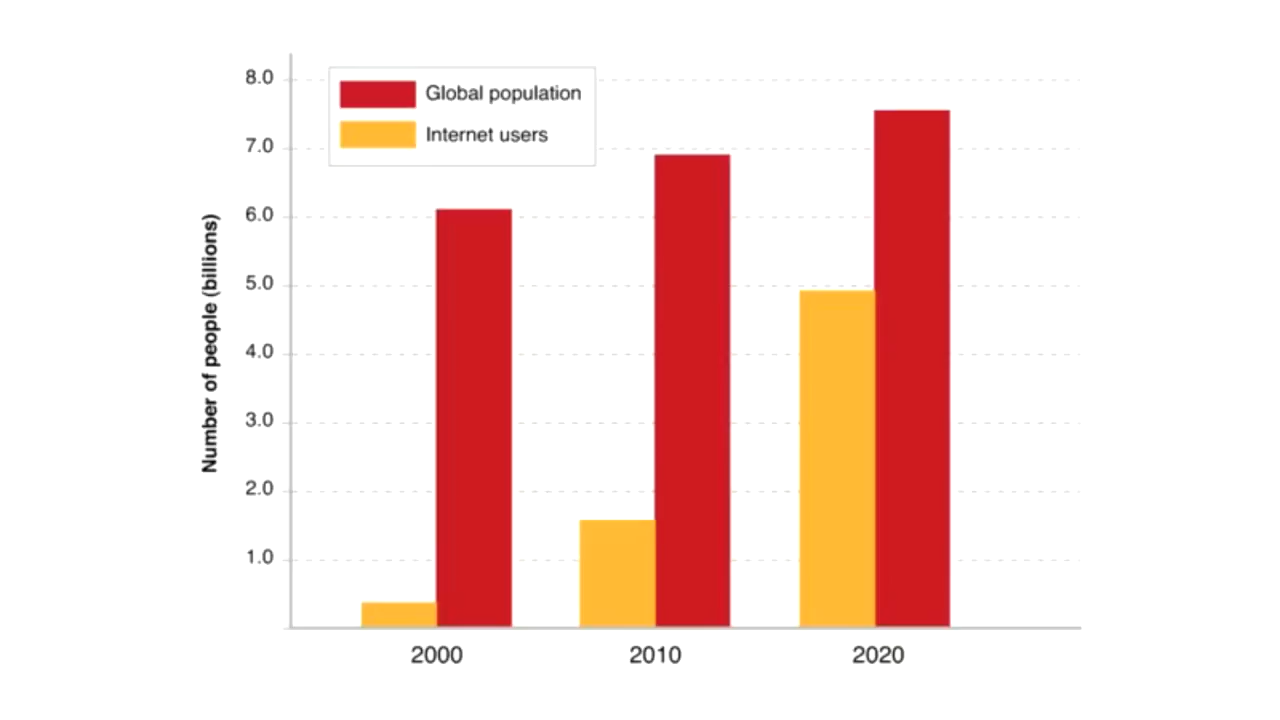 8.0
7.0
6.0
5.0
4.0
3.0
2.0
1.0
Number of people (billions)
Global population
Internet users
2000 2010 2020